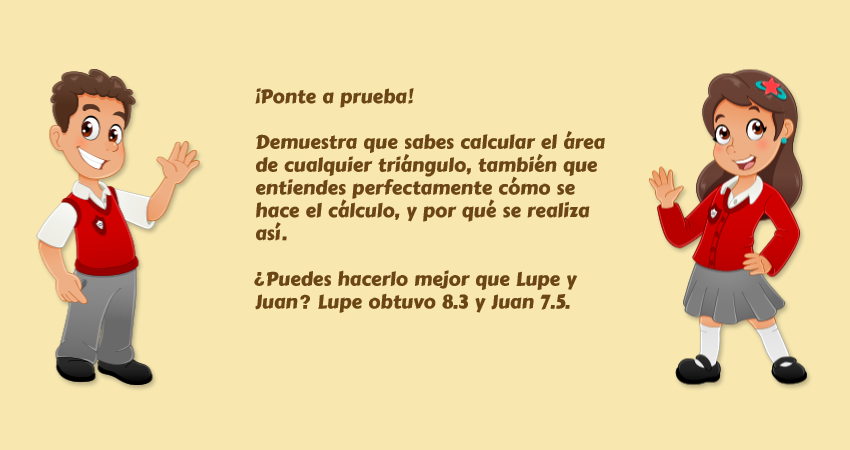 ¡Ponte a prueba!
Demuestra que sabes calcular el área
de cualquier triángulo, también que
entiendes perfectamente cómo se
hace el cálculo, y por qué se realiza
así.
¿Puedes hacerlo mejor que Lupe y
Juan? Lupe obtuvo 8.3 y Juan 7.5.